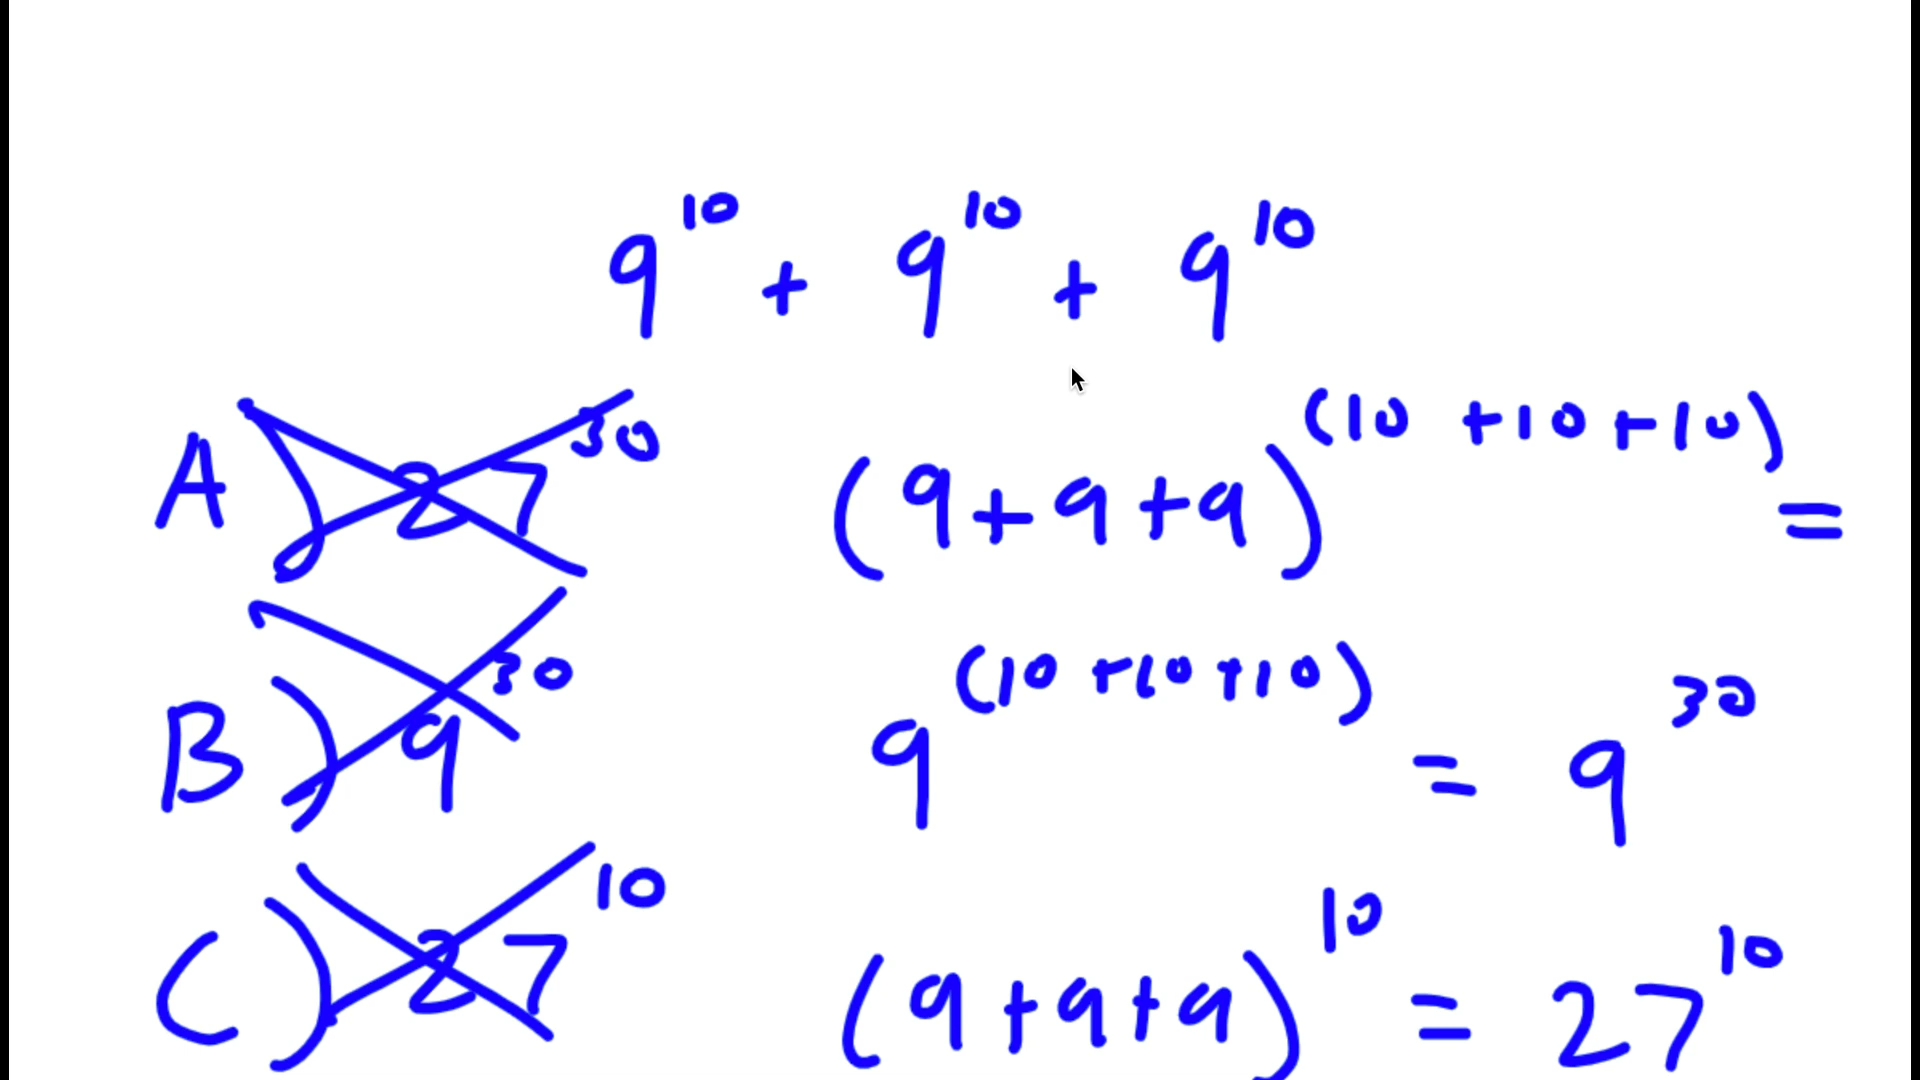 9^10 + 9^10 + 9^10
A) 27^30 (9+9+9)^(10+10+10) =
B) 9^30 9^(10+10+10) = 9^30
C) 27^10 (9+9+9)^10 = 27^10